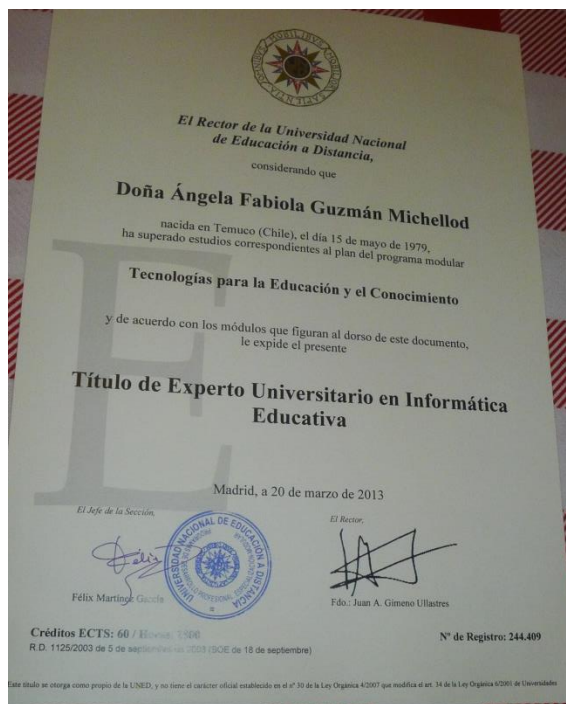 SAPIENTIA
El Rector de la Universidad Nacional
de Educación a Distancia,
considerando que
Doña Ángela Fabiola Guzmán Michellod
nacida en Temuco (Chile), el día 15 de mayo de 1979,
ha superado estudios correspondientes al plan del programa modular
Tecnologías para la Educación y el Conocimiento
y de acuerdo con los módulos que figuran al dorso de este documento,
le expide el presente
E
Título de Experto Universitario en Informática
Educativa
Madrid, a 20 de marzo de 2013
El Jefe de la Sección,
El Rector,
UNIVERSIDAD NACIONAL DE EDUCACIÓN A DISTANCIA
Félix Martínez García
Fdo.: Juan A. Gimeno Ullastres
Créditos ECTS: 60 / Horas: 1500
Nº de Registro: 244.409
R.D. 1125/2003 de 5 de septiembre de 2003 (BOE de 18 de septiembre)
Este título se otorga como propio de la UNED, y no tiene el carácter oficial establecido en el nº 30 de la Ley Orgánica 4/2007 que modifica el art. 34 de la Ley Orgánica 6/2001 de Universidades